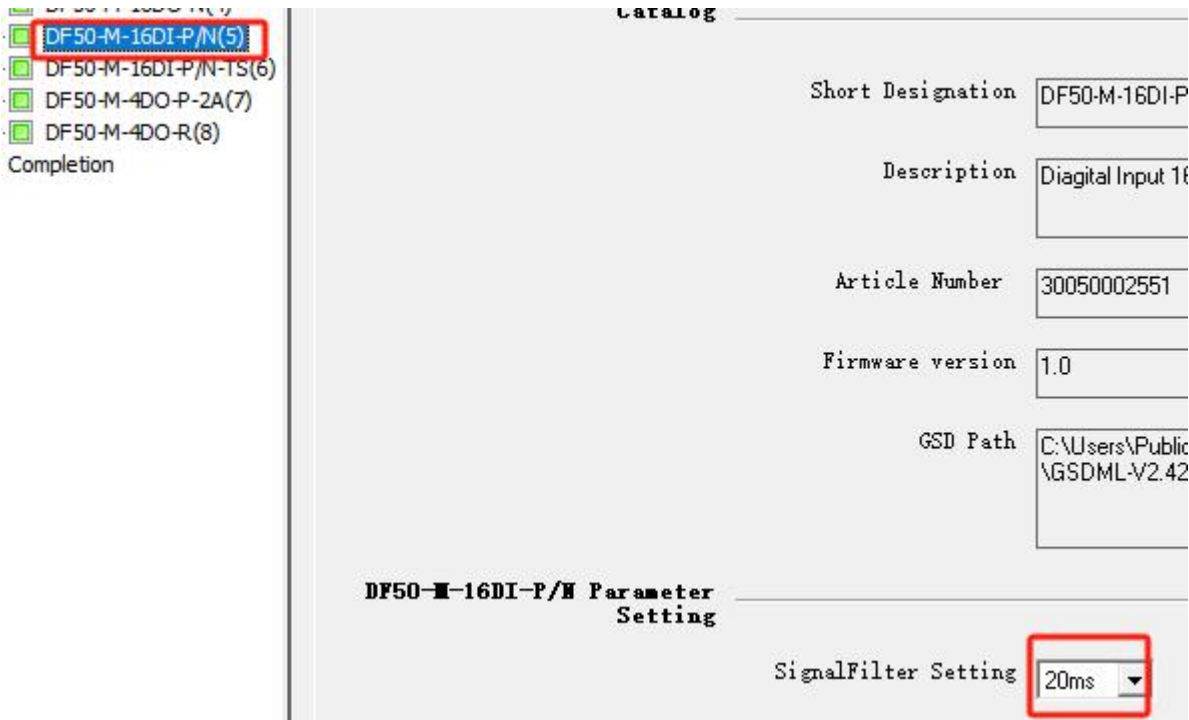 DF50-M-16DI-P/N(5)
DF50-M-16DI-P/N-TS(6)
DF50-M-4DO-P-2A(7)
DF50-M-4DO-R(8)
Completion
Catalog
Short Designation
DF50-M-16DI-P
Description
Diagital Input 16
Article Number
30050002551
Firmware version
1.0
GSD Path
C:\Users\Public
\GSDML-V2.42
DF50-M-16DI-P/N Parameter
Setting
SignalFilter Setting
20ms